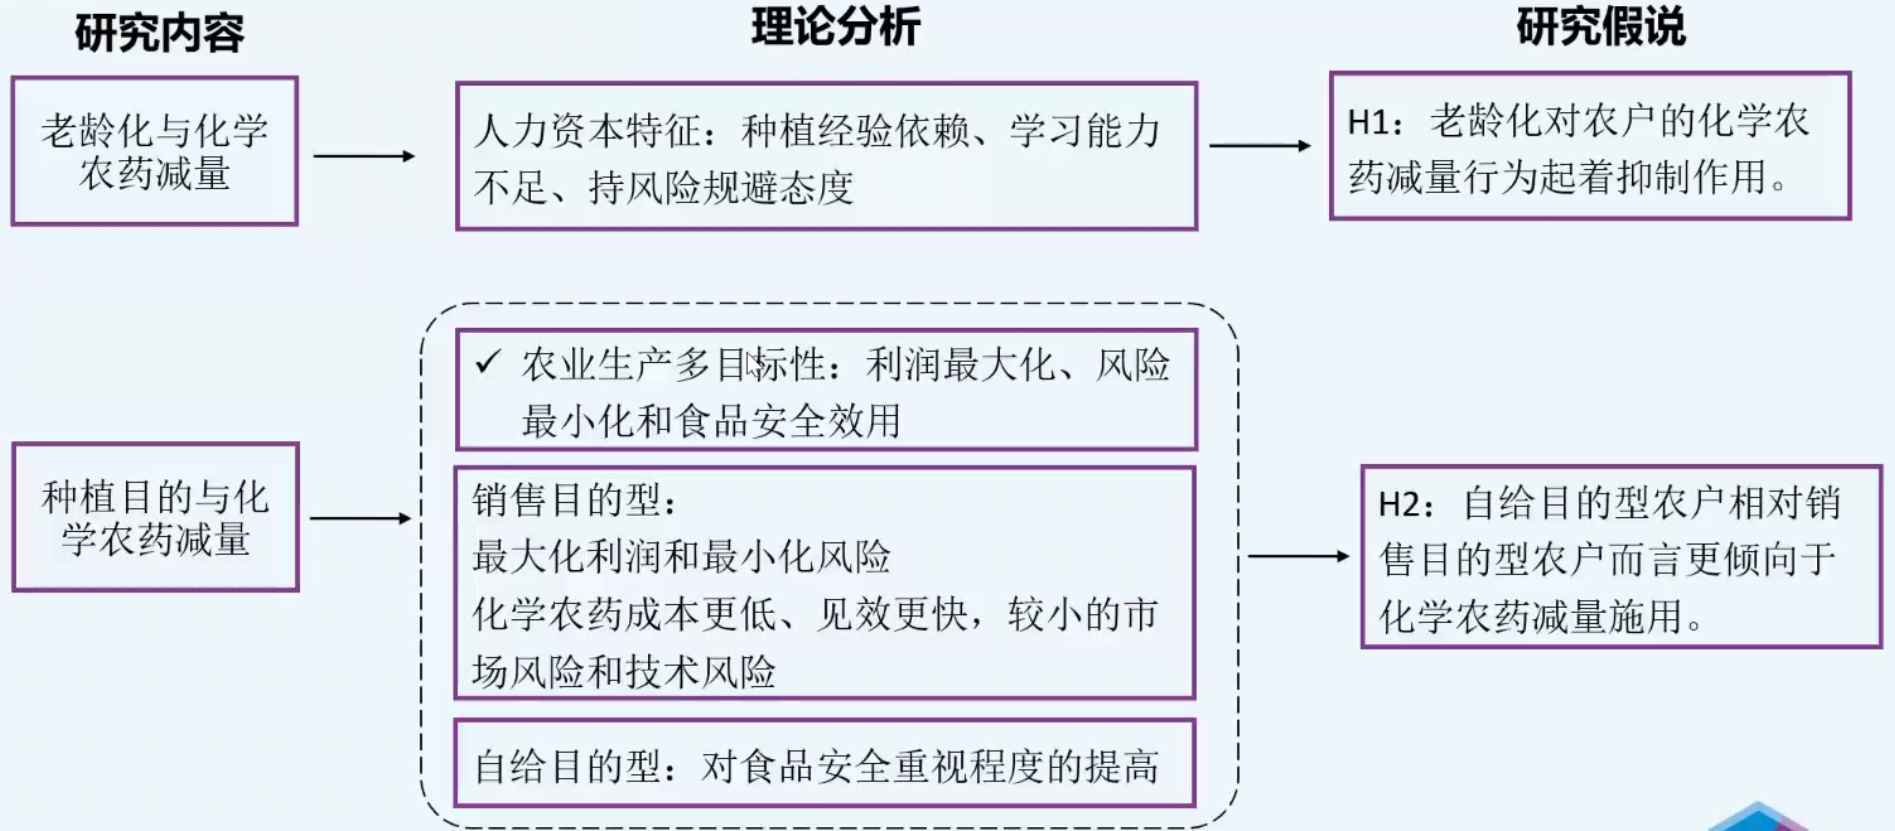 研究内容
理论分析
研究假说
老龄化与化学
农药减量
人力资本特征：种植经验依赖、学习能力
不足、持风险规避态度
H1：老龄化对农户的化学农
药减量行为起着抑制作用。
种植目的与化
学农药减量
✓ 农业生产多目标性：利润最大化、风险
最小化和食品安全效用
销售目的型：
最大化利润和最小化风险
化学农药成本更低、见效更快，较小的市
场风险和技术风险
自给目的型：对食品安全重视程度的提高
H2：自给目的型农户相对销
售目的型农户而言更倾向于
化学农药减量施用。